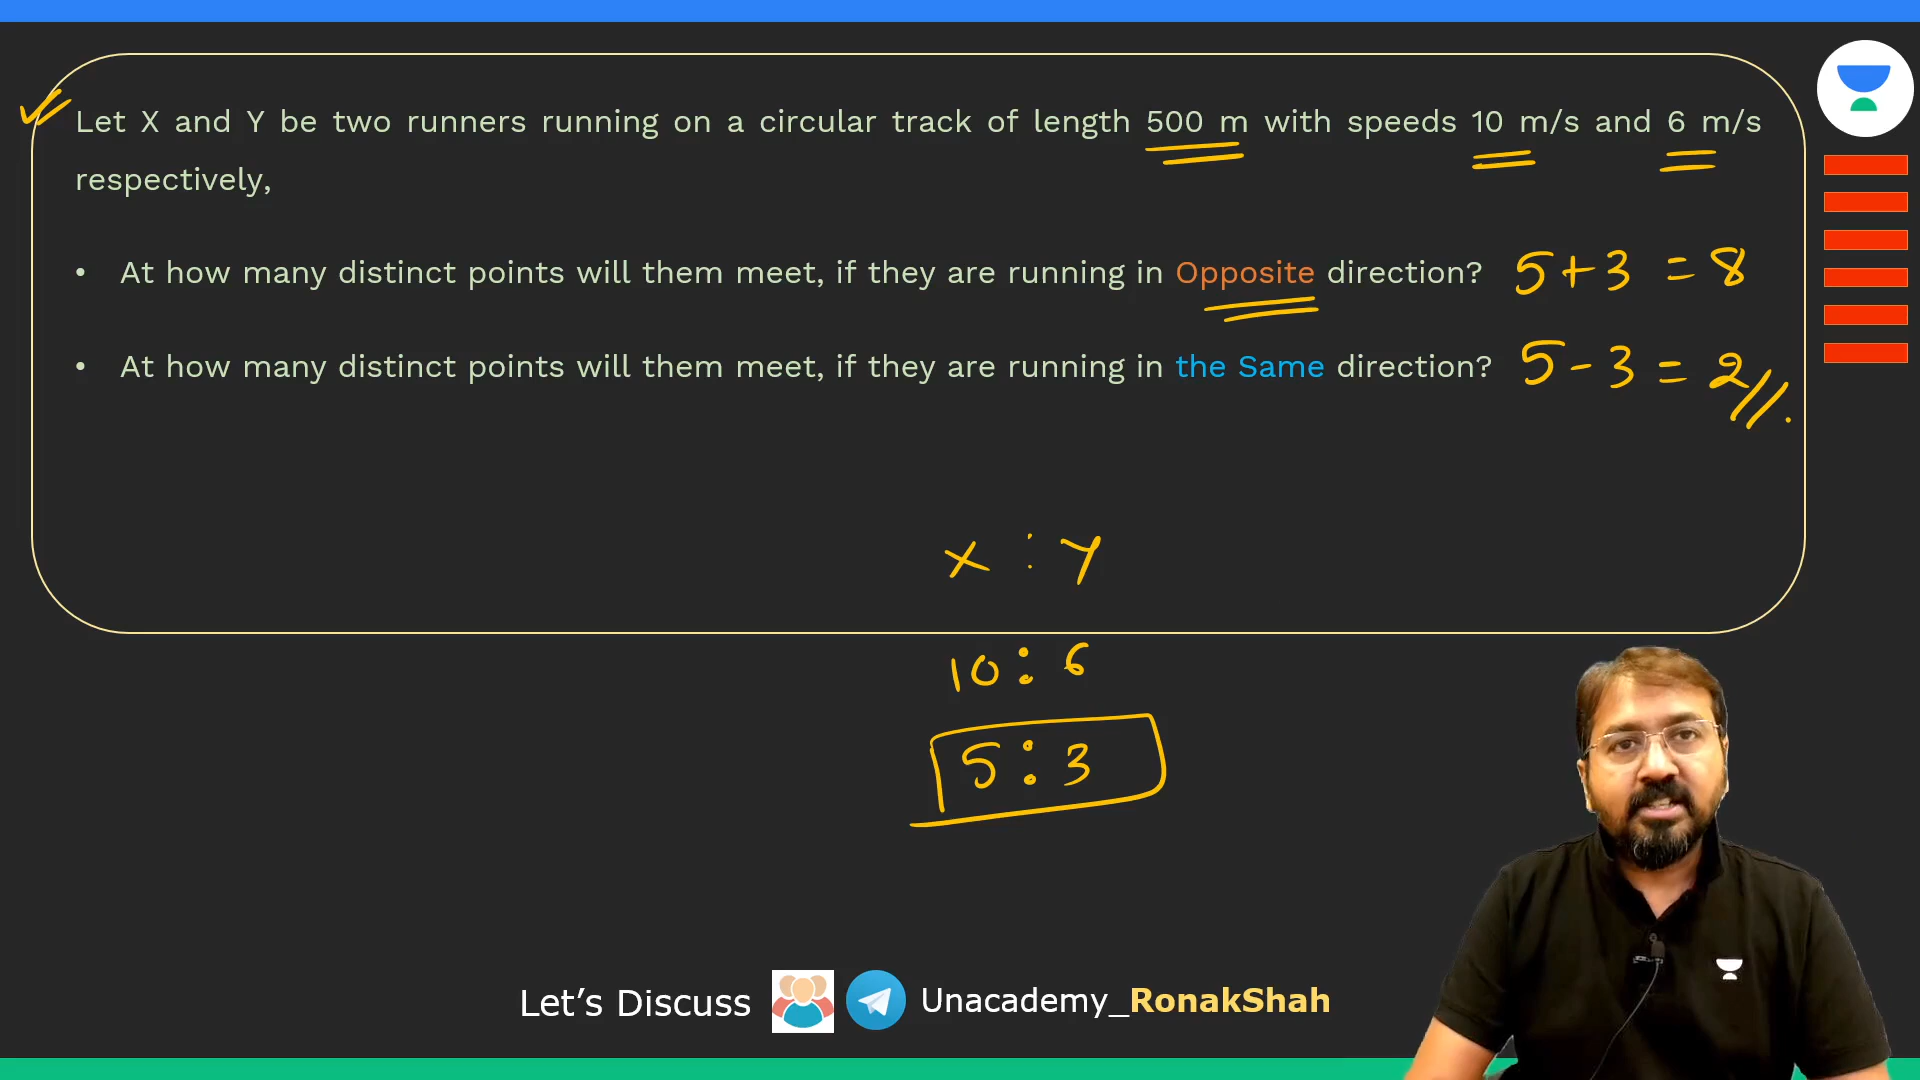 Let X and Y be two runners running on a circular track of length 500 m with speeds 10 m/s and 6 m/s
respectively,
• At how many distinct points will them meet, if they are running in Opposite direction? 5+3 = 8
• At how many distinct points will them meet, if they are running in the Same direction? 5-3 = 2//.
X : Y
10 : 6
5 : 3
Let’s Discuss Unacademy_RonakShah